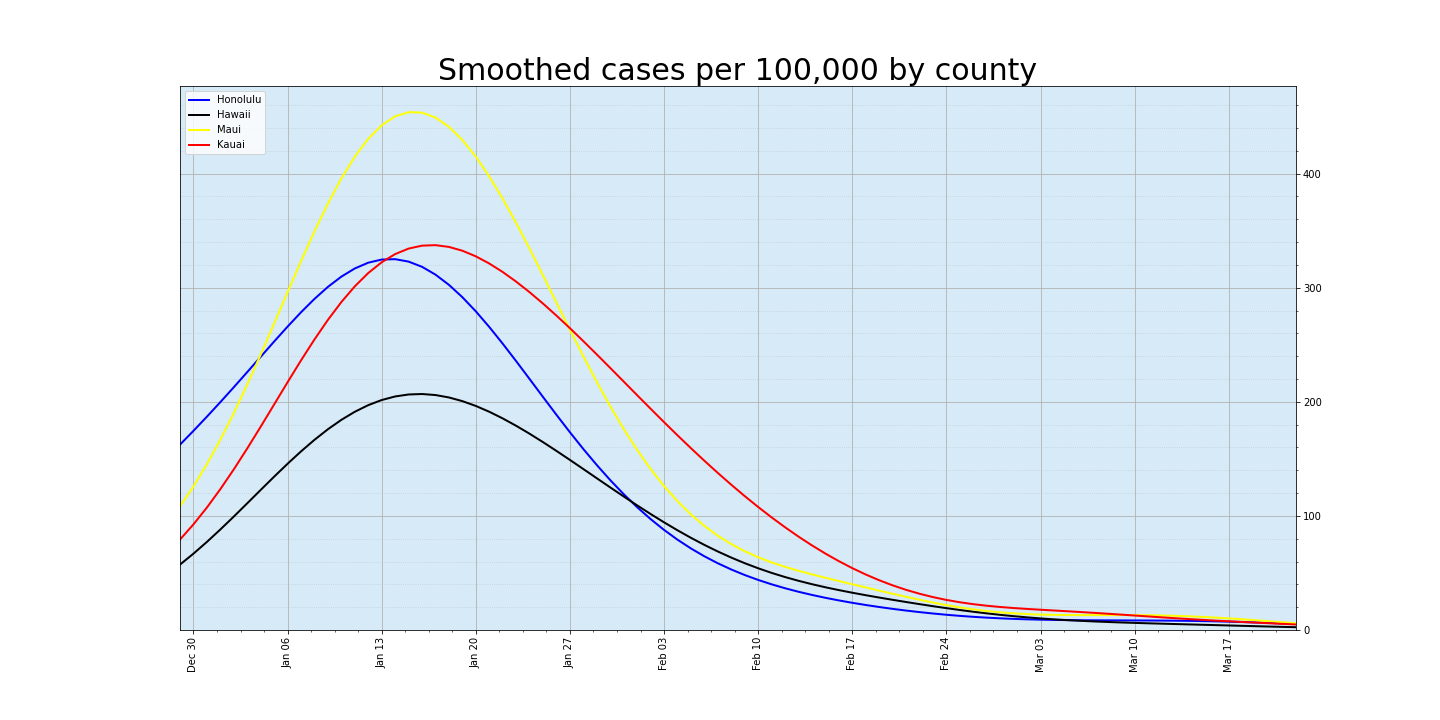 Smoothed cases per 100,000 by county
Honolulu
Hawaii
Maui
Kauai
400
300
200
100
0
Dec 30
Jan 06
Jan 13
Jan 20
Jan 27
Feb 03
Feb 10
Feb 17
Feb 24
Mar 03
Mar 10
Mar 17